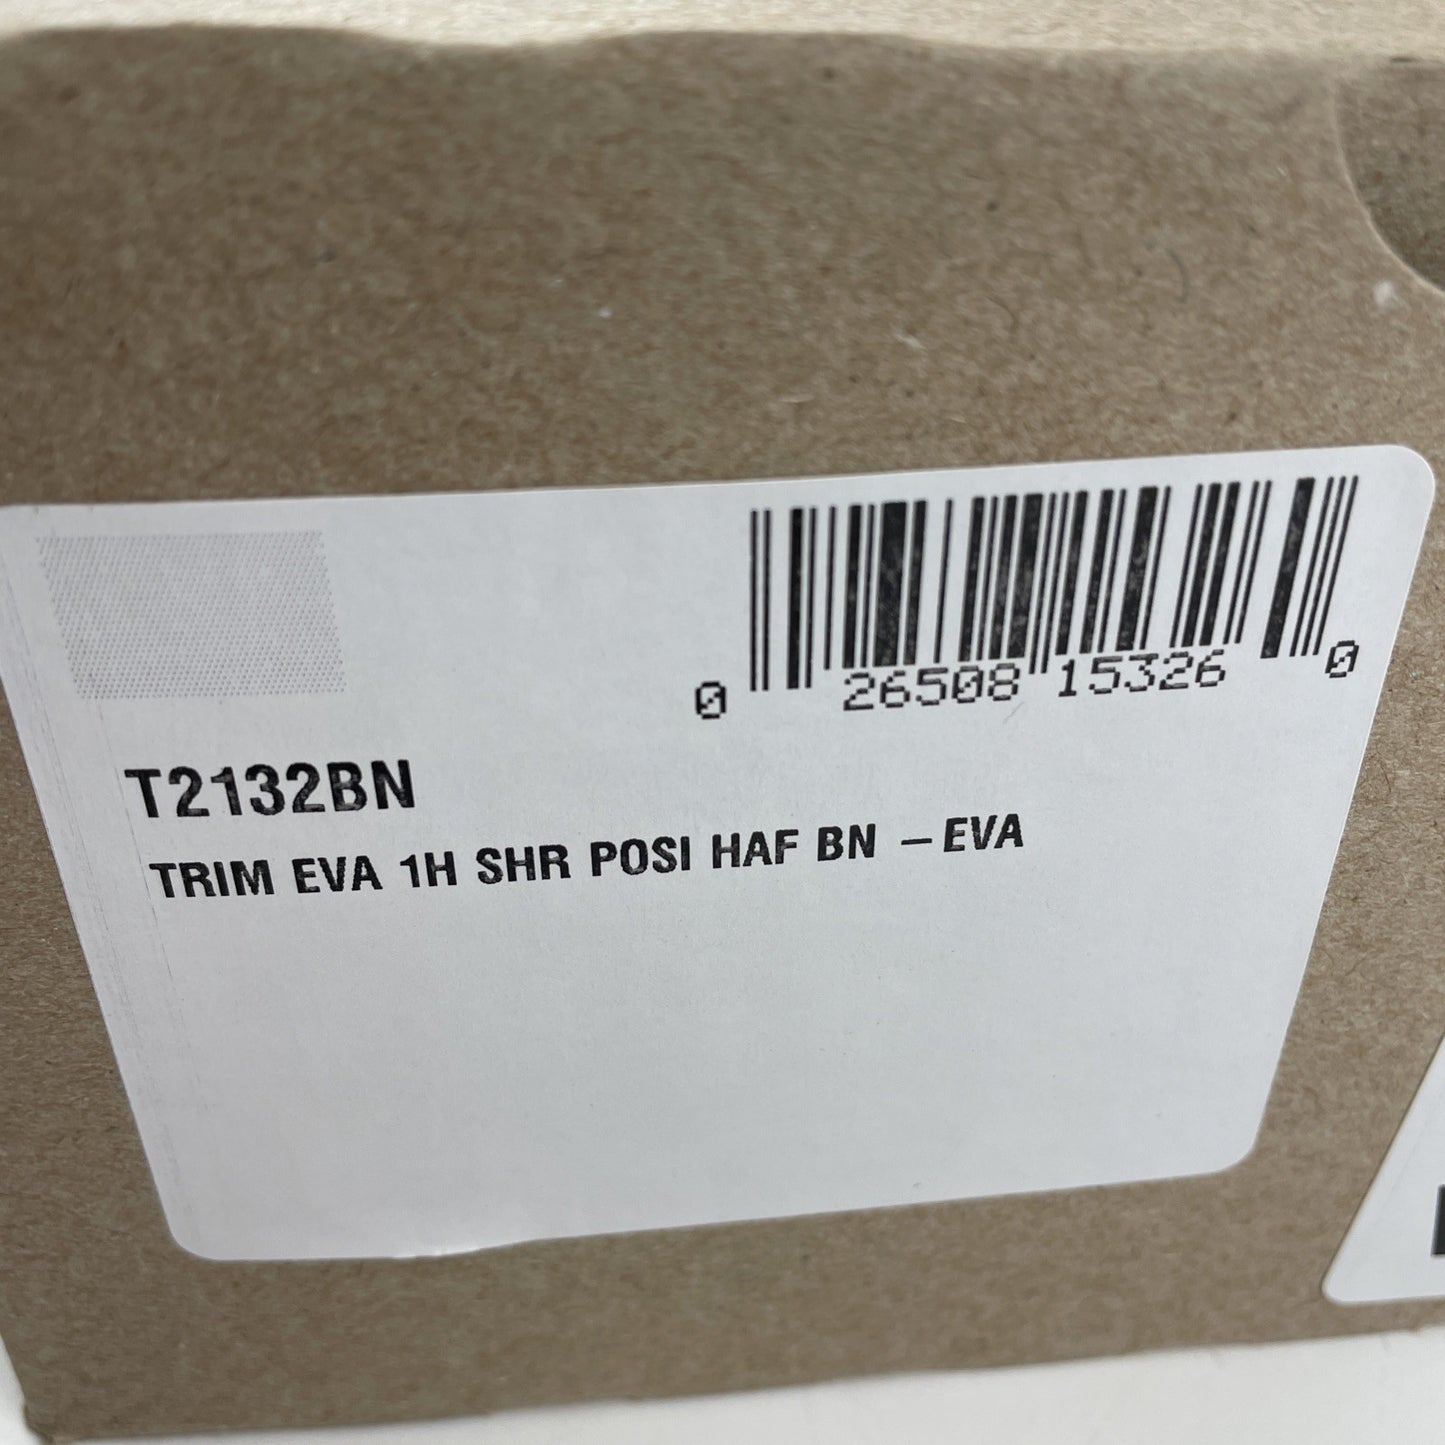 0 26508 15326 0
T2132BN
TRIM EVA 1H SHR POSI HAF BN –EVA